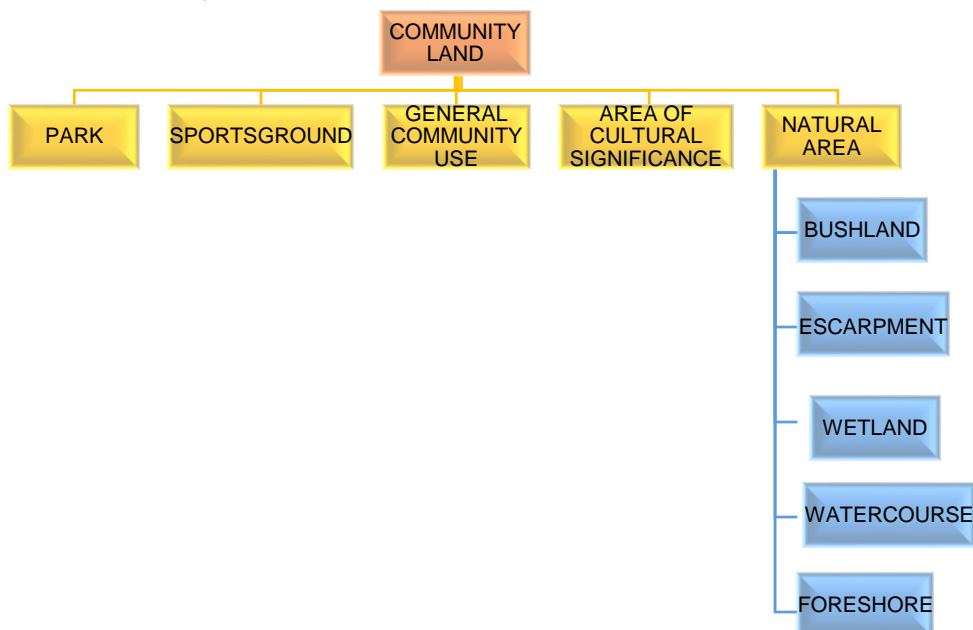 COMMUNITY
LAND
PARK
SPORTSGROUND
GENERAL
COMMUNITY
USE
AREA OF
CULTURAL
SIGNIFICANCE
NATURAL
AREA
BUSHLAND
ESCARPMENT
WETLAND
WATERCOURSE
FORESHORE